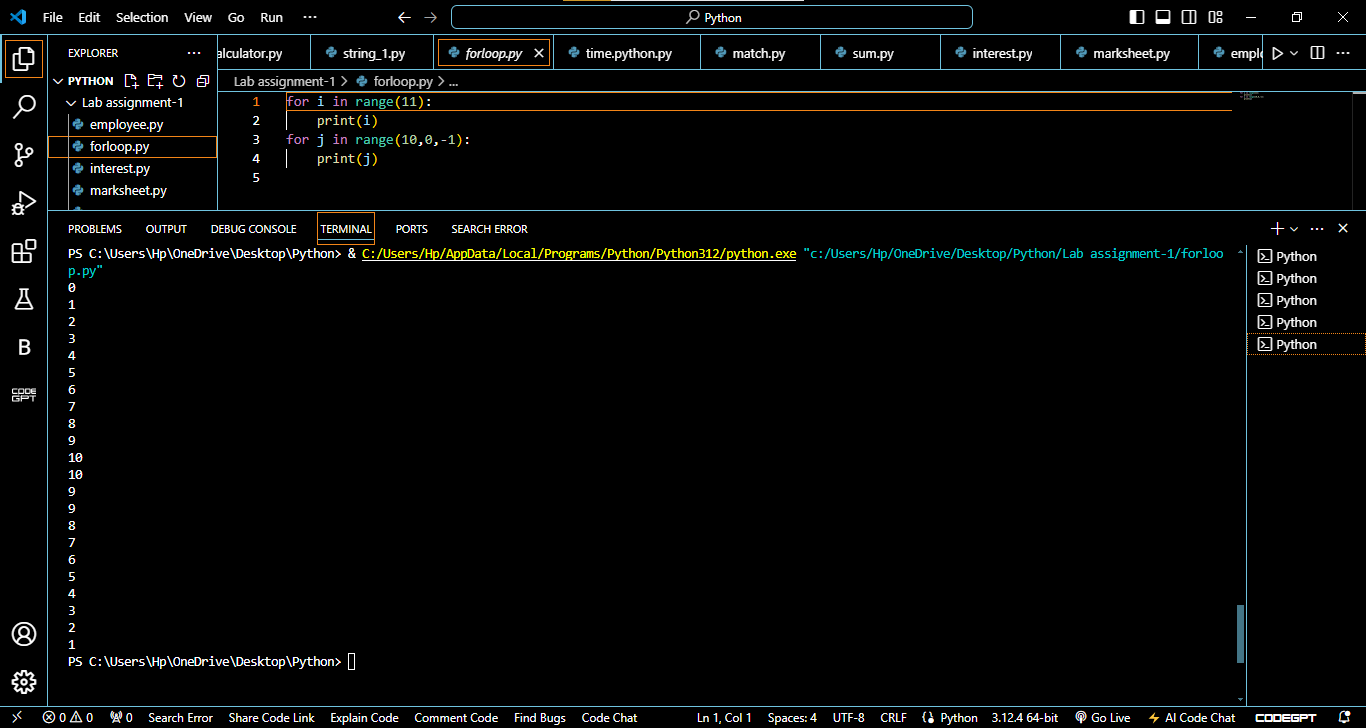 File Edit Selection View Go Run ··· Python
EXPLORER ···
PYTHON
Lab assignment-1
employee.py
forloop.py
interest.py
marksheet.py
alculator.py string_1.py forloop.py time.python.py match.py sum.py interest.py marksheet.py emplo
Lab assignment-1 > forloop.py > ...
1 for i in range(11):
2 print(i)
3 for j in range(10,0,-1):
4 print(j)
5
B
CODE
GPT
PROBLEMS OUTPUT DEBUG CONSOLE TERMINAL PORTS SEARCH ERROR
PS C:\Users\Hp\OneDrive\Desktop\Python> & C:/Users/Hp/AppData/Local/Programs/Python/Python312/python.exe "c:/Users/Hp/OneDrive/Desktop/Python/Lab assignment-1/forloo
p.py"
0
1
2
3
4
5
6
7
8
9
10
10
9
9
8
7
6
5
4
3
2
1
PS C:\Users\Hp\OneDrive\Desktop\Python>
Python
Python
Python
Python
Python
0 0 0 Search Error Share Code Link Explain Code Comment Code Find Bugs Code Chat Ln 1, Col 1 Spaces: 4 UTF-8 CRLF Python 3.12.4 64-bit Go Live AI Code Chat CODEGPT